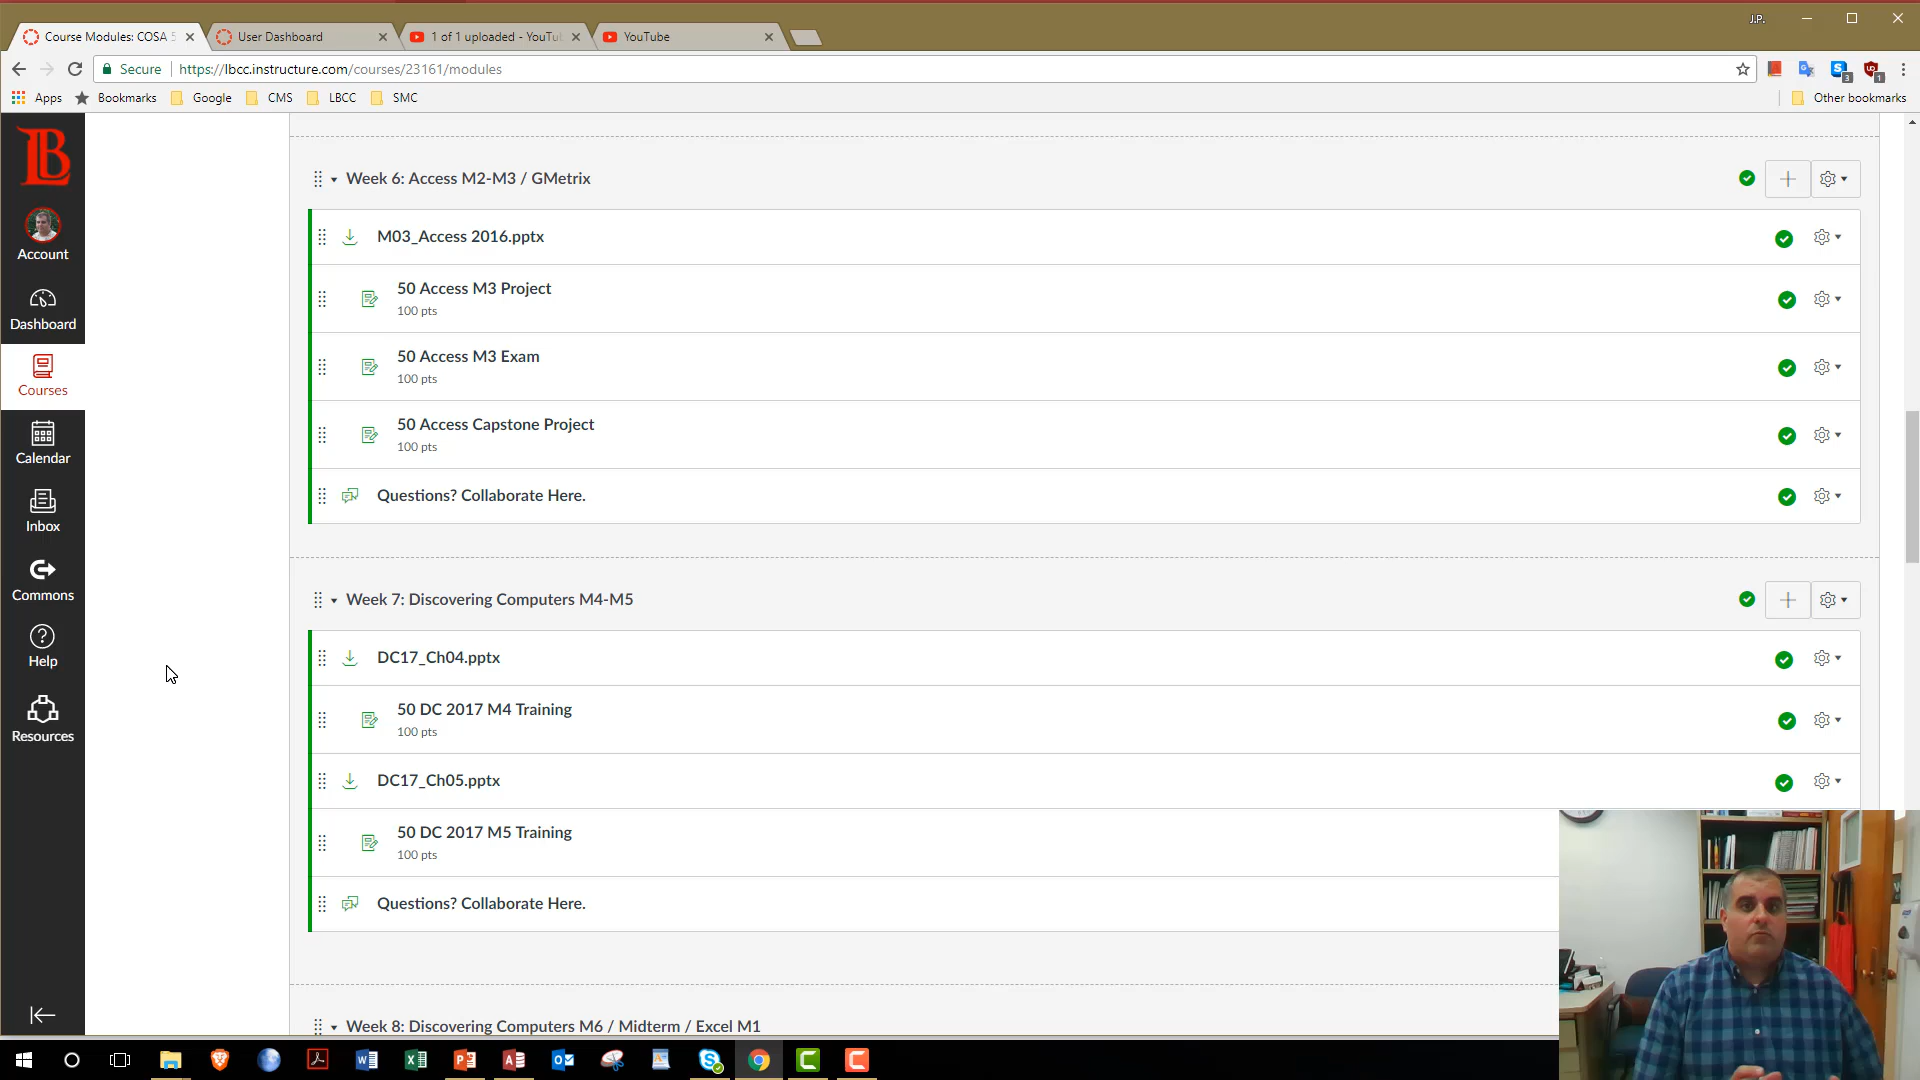 J.P.
Course Modules: COSA 5
User Dashboard
1 of 1 uploaded - YouTu
YouTube
Secure
https://lbcc.instructure.com/courses/23161/modules
3
1
Apps
Bookmarks
Google
CMS
LBCC
SMC
Other bookmarks
LB
Account
Dashboard
Courses
Calendar
Inbox
Commons
Help
Resources
Week 6: Access M2-M3 / GMetrix
M03_Access 2016.pptx
50 Access M3 Project
100 pts
50 Access M3 Exam
100 pts
50 Access Capstone Project
100 pts
Questions? Collaborate Here.
Week 7: Discovering Computers M4-M5
DC17_Ch04.pptx
50 DC 2017 M4 Training
100 pts
DC17_Ch05.pptx
50 DC 2017 M5 Training
100 pts
Questions? Collaborate Here.
Week 8: Discovering Computers M6 / Midterm / Excel M1